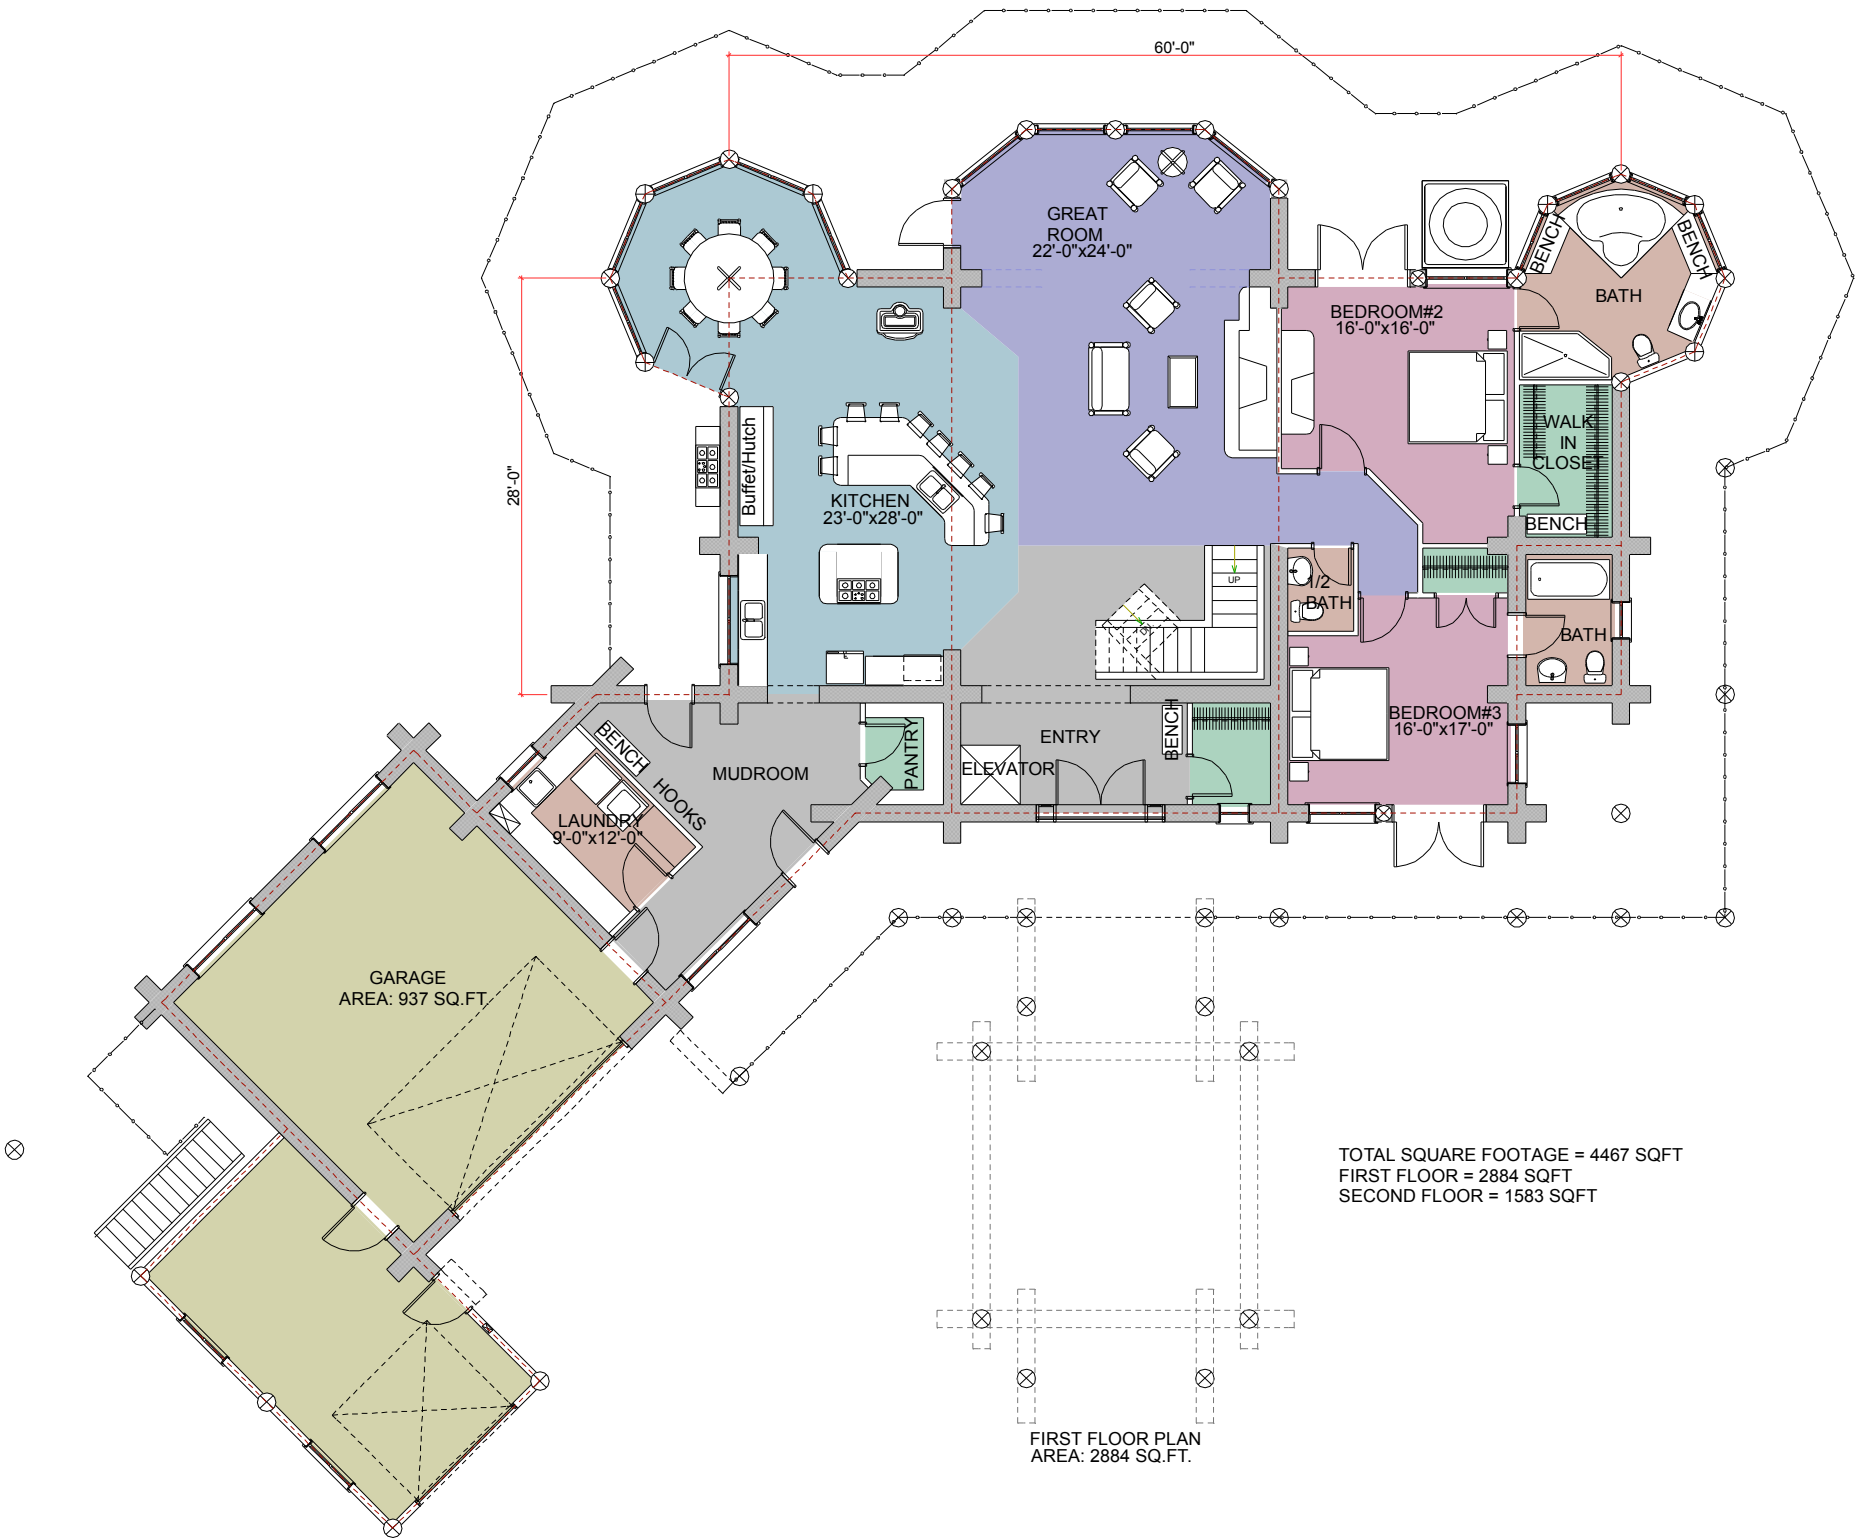 60'-0"
GREAT
ROOM
22'-0"x24'-0"
BENCH
BENCH
BATH
BEDROOM#2
16'-0"x16'-0"
28'-0"
Buffet/Hutch
KITCHEN
23'-0"x28'-0"
WALK
IN
CLOSET
BENCH
UP
1/2
BATH
BATH
BENCH
HOOKS
MUDROOM
PANTRY
ENTRY
ELEVATOR
BENCH
BEDROOM#3
16'-0"x17'-0"
LAUNDRY
9'-0"x12'-0"
GARAGE
AREA: 937 SQ.FT.
TOTAL SQUARE FOOTAGE = 4467 SQFT
FIRST FLOOR = 2884 SQFT
SECOND FLOOR = 1583 SQFT
FIRST FLOOR PLAN
AREA: 2884 SQ.FT.